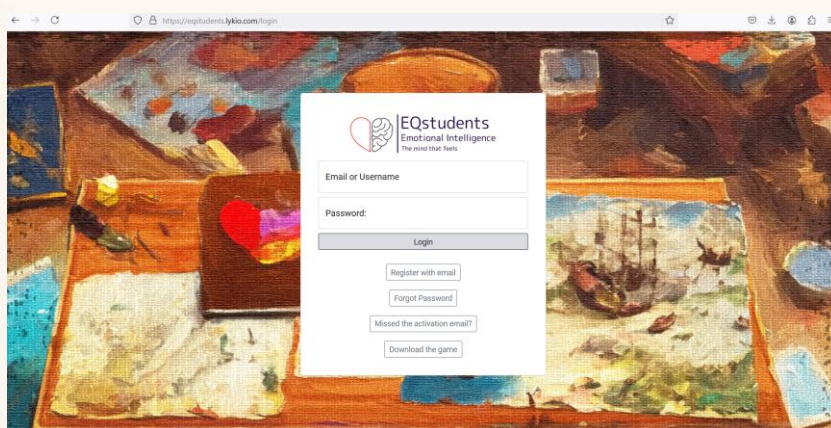 https://eqstudents.lykio.com/login
EQstudents
Emotional Intelligence
The mind that feels
Email or Username
Password:
Login
Register with email
Forgot Password
Missed the activation email?
Download the game